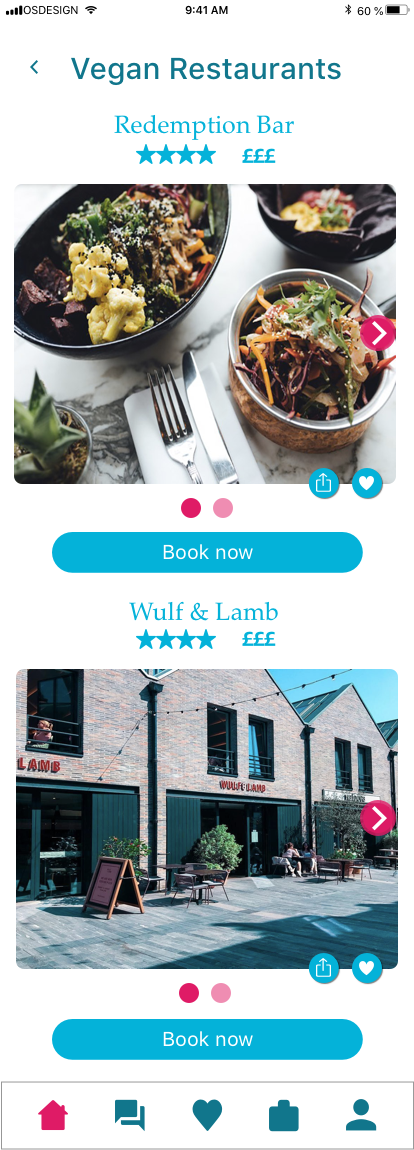 OSDESIGN 9:41 AM 60 %
Vegan Restaurants
Redemption Bar
£££
Book now
Wulf & Lamb
£££
LAMB
WULF & LAMB
Book now